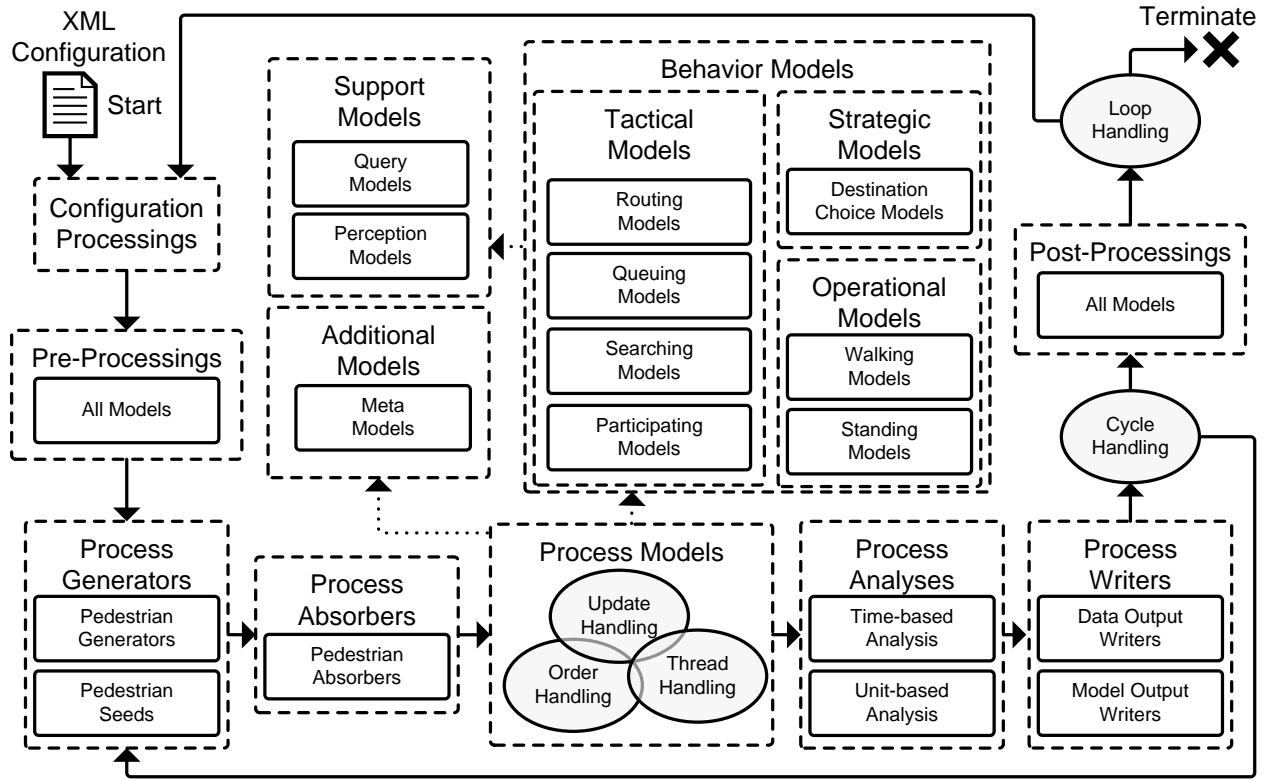 XML
Configuration
Start
Configuration
Processings
Pre-Processings
All Models
Support
Models
Query
Models
Perception
Models
Additional
Models
Meta
Models
Behavior Models
Tactical
Models
Routing
Models
Queuing
Models
Searching
Models
Participating
Models
Strategic
Models
Destination
Choice Models
Operational
Models
Walking
Models
Standing
Models
Terminate
Loop
Handling
Post-Processings
All Models
Cycle
Handling
Process
Generators
Pedestrian
Generators
Pedestrian
Seeds
Process
Absorbers
Pedestrian
Absorbers
Process Models
Update
Handling
Order
Handling
Thread
Handling
Process
Analyses
Time-based
Analysis
Unit-based
Analysis
Process
Writers
Data Output
Writers
Model Output
Writers